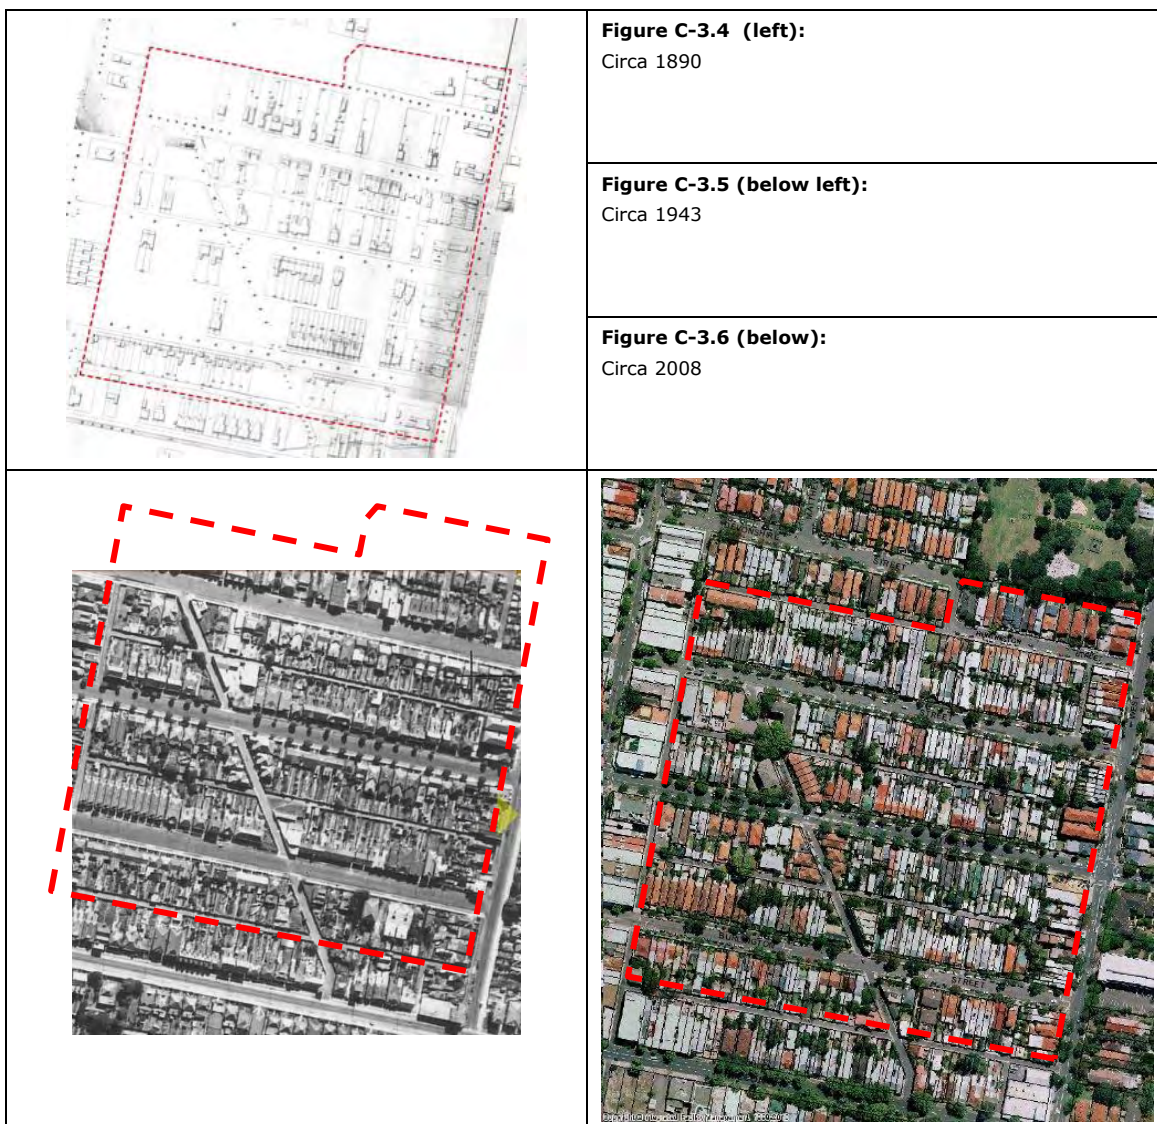 Figure C-3.4  (left):
Circa 1890
Figure C-3.5 (below left):
Circa 1943
Figure C-3.6 (below):
Circa 2008
STREET